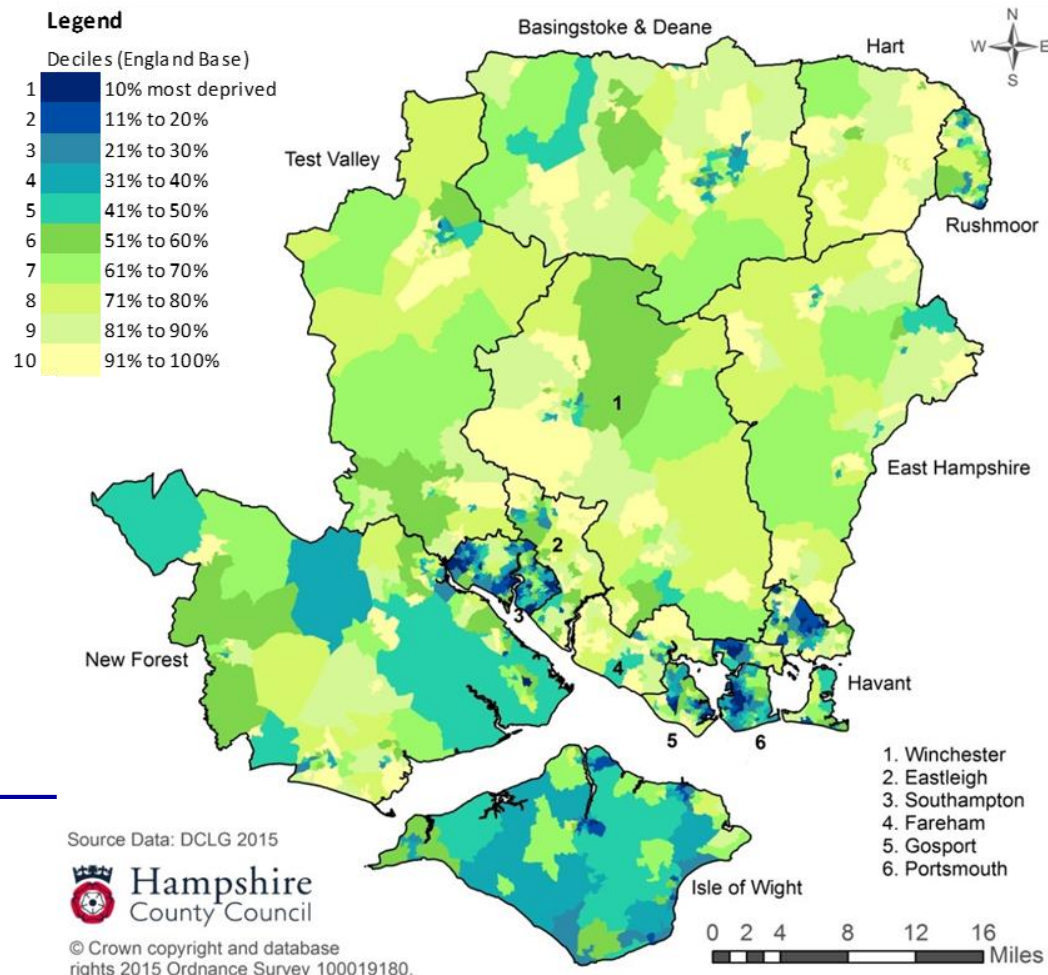 Legend
Deciles (England Base)
1 10% most deprived
2 11% to 20%
3 21% to 30%
4 31% to 40%
5 41% to 50%
6 51% to 60%
7 61% to 70%
8 71% to 80%
9 81% to 90%
10 91% to 100%
Basingstoke & Deane
Hart
N
W E
S
Test Valley
Rushmoor
1
East Hampshire
2
3
New Forest
4
Havant
5
6
1. Winchester
2. Eastleigh
3. Southampton
4. Fareham
5. Gosport
6. Portsmouth
Isle of Wight
Source Data: DCLG 2015
Hampshire
County Council
© Crown copyright and database
rights 2015 Ordnance Survey 100019180.
0 2 4 8 12 16
Miles